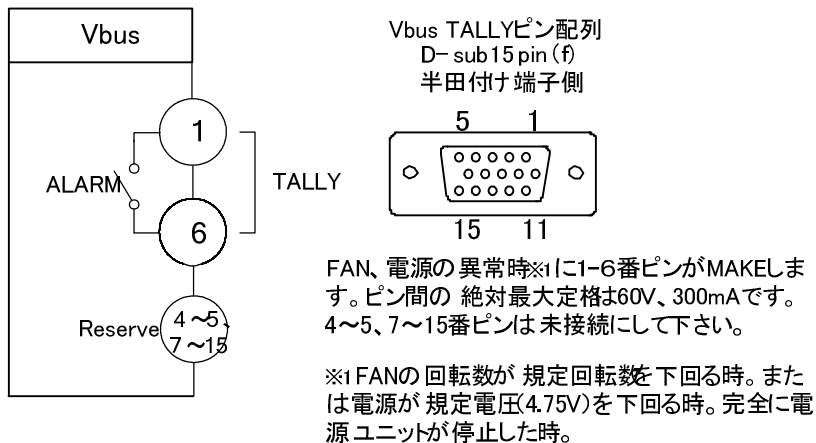 Vbus
1
ALARM
TALLY
6
Reserve
4～5、
7～15
Vbus TALLYピン配列
D-sub15pin(f)
半田付け端子側
5 1
15 11
FAN、電源の異常時※1に1-6番ピンがMAKEしま
す。ピン間の絶対最大定格は60V、300mAです。
4～5、7～15番ピンは未接続にして下さい。
※1FANの回転数が規定回転数を下回る時。また
は電源が規定電圧(4.75V)を下回る時。完全に電
源ユニットが停止した時。